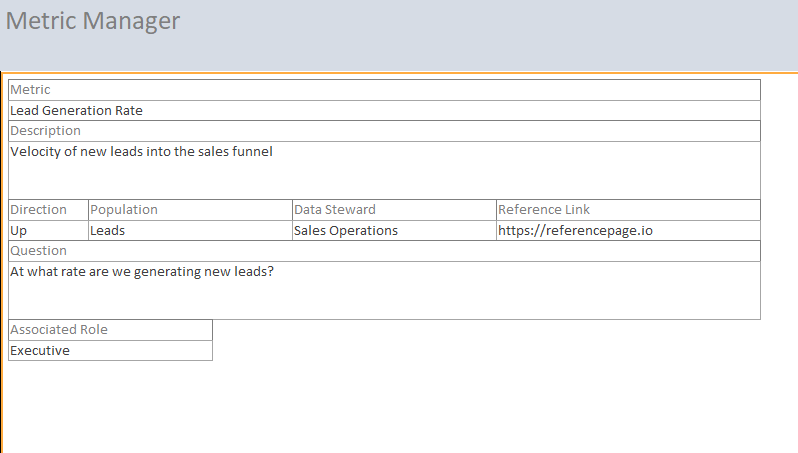 Metric Manager
Metric
Lead Generation Rate
Description
Velocity of new leads into the sales funnel
Direction Population Data Steward Reference Link
Up Leads Sales Operations https://referencepage.io
Question
At what rate are we generating new leads?
Associated Role
Executive